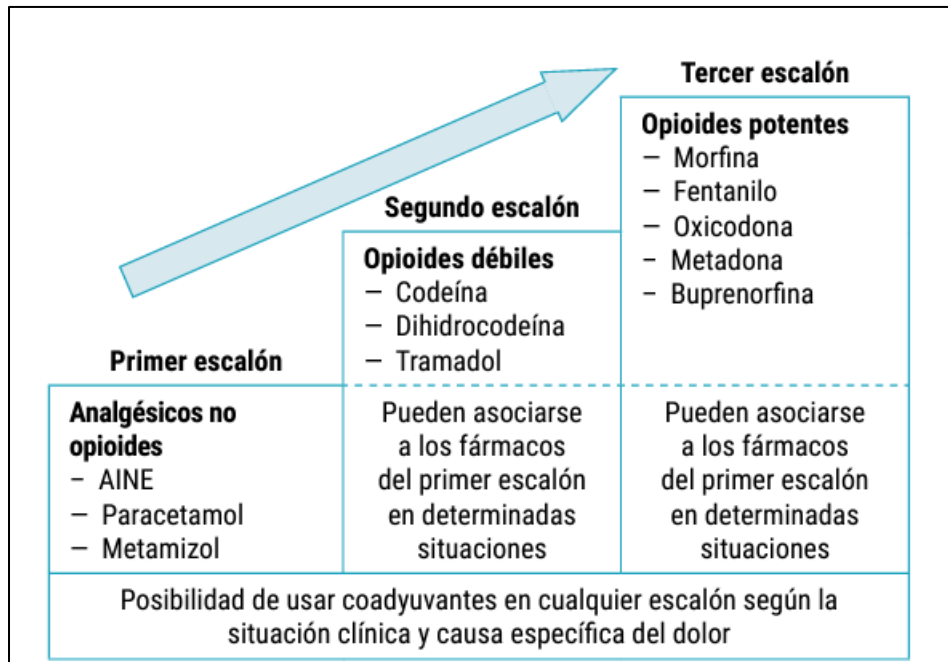 Tercer escalón
Opioides potentes
– Morfina
– Fentanilo
– Oxicodona
– Metadona
– Buprenorfina
Segundo escalón
Opioides débiles
– Codeína
– Dihidrocodeína
– Tramadol
Primer escalón
Analgésicos no
opioides
– AINE
– Paracetamol
– Metamizol
Pueden asociarse
a los fármacos
del primer escalón
en determinadas
situaciones
Pueden asociarse
a los fármacos
del primer escalón
en determinadas
situaciones
Posibilidad de usar coadyuvantes en cualquier escalón según la
situación clínica y causa específica del dolor